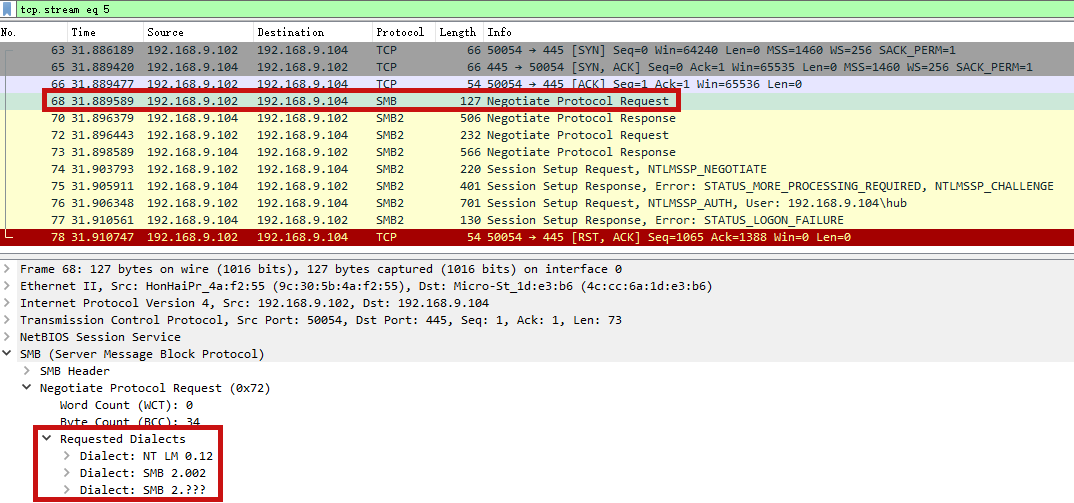 tcp.stream eq 5
No. Time Source Destination Protocol Length Info
63 31.886189 192.168.9.102 192.168.9.104 TCP 66 50054 → 445 [SYN] Seq=0 Win=64240 Len=0 MSS=1460 WS=256 SACK_PERM=1
65 31.889420 192.168.9.104 192.168.9.102 TCP 66 445 → 50054 [SYN, ACK] Seq=0 Ack=1 Win=65535 Len=0 MSS=1460 WS=256 SACK_PERM=1
66 31.889477 192.168.9.102 192.168.9.104 TCP 54 50054 → 445 [ACK] Seq=1 Ack=1 Win=65536 Len=0
68 31.889589 192.168.9.102 192.168.9.104 SMB 127 Negotiate Protocol Request
70 31.896379 192.168.9.104 192.168.9.102 SMB2 506 Negotiate Protocol Response
72 31.896443 192.168.9.102 192.168.9.104 SMB2 232 Negotiate Protocol Request
73 31.898589 192.168.9.104 192.168.9.102 SMB2 566 Negotiate Protocol Response
74 31.903793 192.168.9.102 192.168.9.104 SMB2 220 Session Setup Request, NTLMSSP_NEGOTIATE
75 31.905911 192.168.9.104 192.168.9.102 SMB2 401 Session Setup Response, Error: STATUS_MORE_PROCESSING_REQUIRED, NTLMSSP_CHALLENGE
76 31.906348 192.168.9.102 192.168.9.104 SMB2 701 Session Setup Request, NTLMSSP_AUTH, User: 192.168.9.104\hub
77 31.910561 192.168.9.104 192.168.9.102 SMB2 130 Session Setup Response, Error: STATUS_LOGON_FAILURE
78 31.910747 192.168.9.102 192.168.9.104 TCP 54 50054 → 445 [RST, ACK] Seq=1065 Ack=1388 Win=0 Len=0
Frame 68: 127 bytes on wire (1016 bits), 127 bytes captured (1016 bits) on interface 0
Ethernet II, Src: HonHaiPr_4a:f2:55 (9c:30:5b:4a:f2:55), Dst: Micro-St_1d:e3:b6 (4c:cc:6a:1d:e3:b6)
Internet Protocol Version 4, Src: 192.168.9.102, Dst: 192.168.9.104
Transmission Control Protocol, Src Port: 50054, Dst Port: 445, Seq: 1, Ack: 1, Len: 73
NetBIOS Session Service
SMB (Server Message Block Protocol)
SMB Header
Negotiate Protocol Request (0x72)
Word Count (WCT): 0
Byte Count (BCC): 34
Requested Dialects
Dialect: NT LM 0.12
Dialect: SMB 2.002
Dialect: SMB 2.???